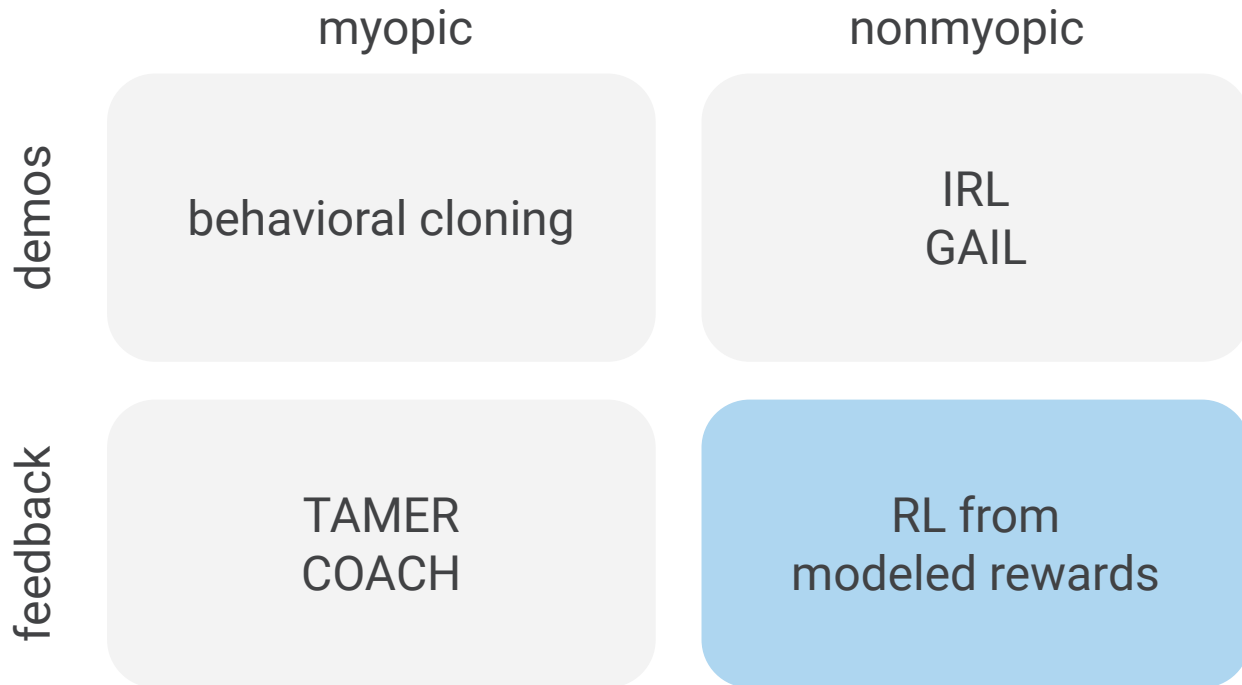 myopic
nonmyopic
demos
behavioral cloning
IRL
GAIL
feedback
TAMER
COACH
RL from
modeled rewards